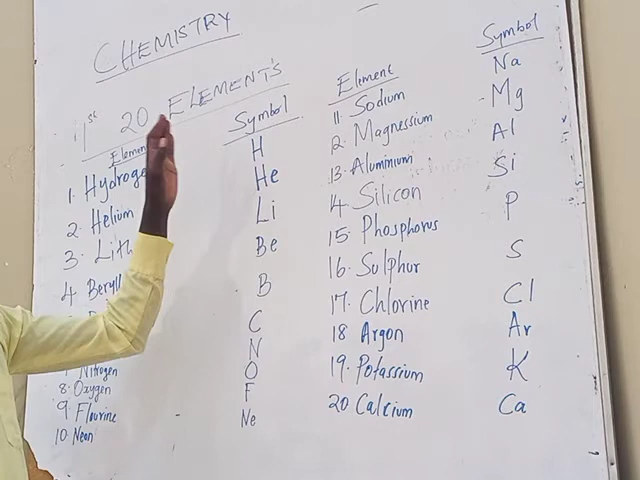 CHEMISTRY
1st 20 ELEMENT'S
Elemen Symbol
1. Hydroge H
2. Helium He
3. Lith Li
4. Beryll Be
B
C
Nitrogen N
8. Oxygen O
9 Flourine F
10. Neon Ne
Element Symbol
11. Sodium Na
12. Magnessium Mg
13. Aluminium Al
14. Silicon Si
15 Phosphorus P
16. Sulphur S
17. Chlorine Cl
18 Argon Ar
19. Potassium K
20 Calcium Ca